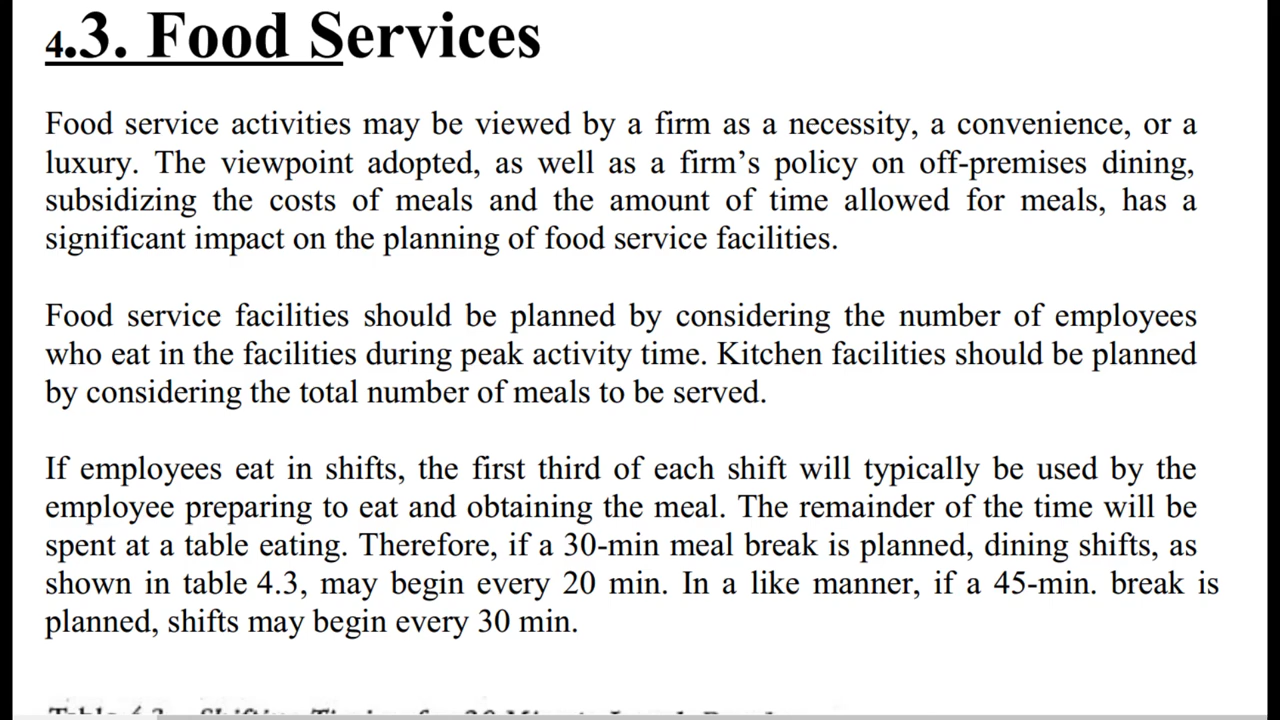 4.3. Food Services
Food service activities may be viewed by a firm as a necessity, a convenience, or a
luxury. The viewpoint adopted, as well as a firm’s policy on off-premises dining,
subsidizing the costs of meals and the amount of time allowed for meals, has a
significant impact on the planning of food service facilities.
Food service facilities should be planned by considering the number of employees
who eat in the facilities during peak activity time. Kitchen facilities should be planned
by considering the total number of meals to be served.
If employees eat in shifts, the first third of each shift will typically be used by the
employee preparing to eat and obtaining the meal. The remainder of the time will be
spent at a table eating. Therefore, if a 30-min meal break is planned, dining shifts, as
shown in table 4.3, may begin every 20 min. In a like manner, if a 45-min. break is
planned, shifts may begin every 30 min.